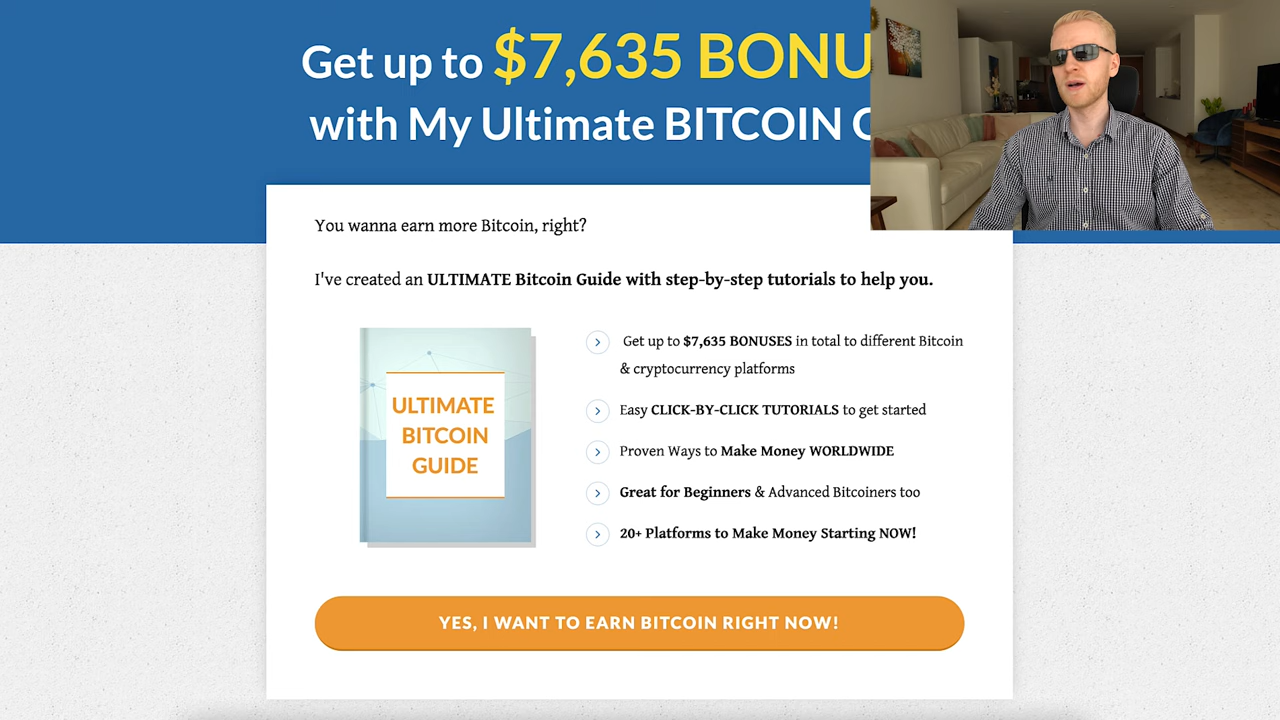 Get up to $7,635 BONU
with My Ultimate BITCOIN
You wanna earn more Bitcoin, right?
I've created an ULTIMATE Bitcoin Guide with step-by-step tutorials to help you.
ULTIMATE
BITCOIN
GUIDE
Get up to $7,635 BONUSES in total to different Bitcoin
& cryptocurrency platforms
Easy CLICK-BY-CLICK TUTORIALS to get started
Proven Ways to Make Money WORLDWIDE
Great for Beginners & Advanced Bitcoiners too
20+ Platforms to Make Money Starting NOW!
YES, I WANT TO EARN BITCOIN RIGHT NOW!